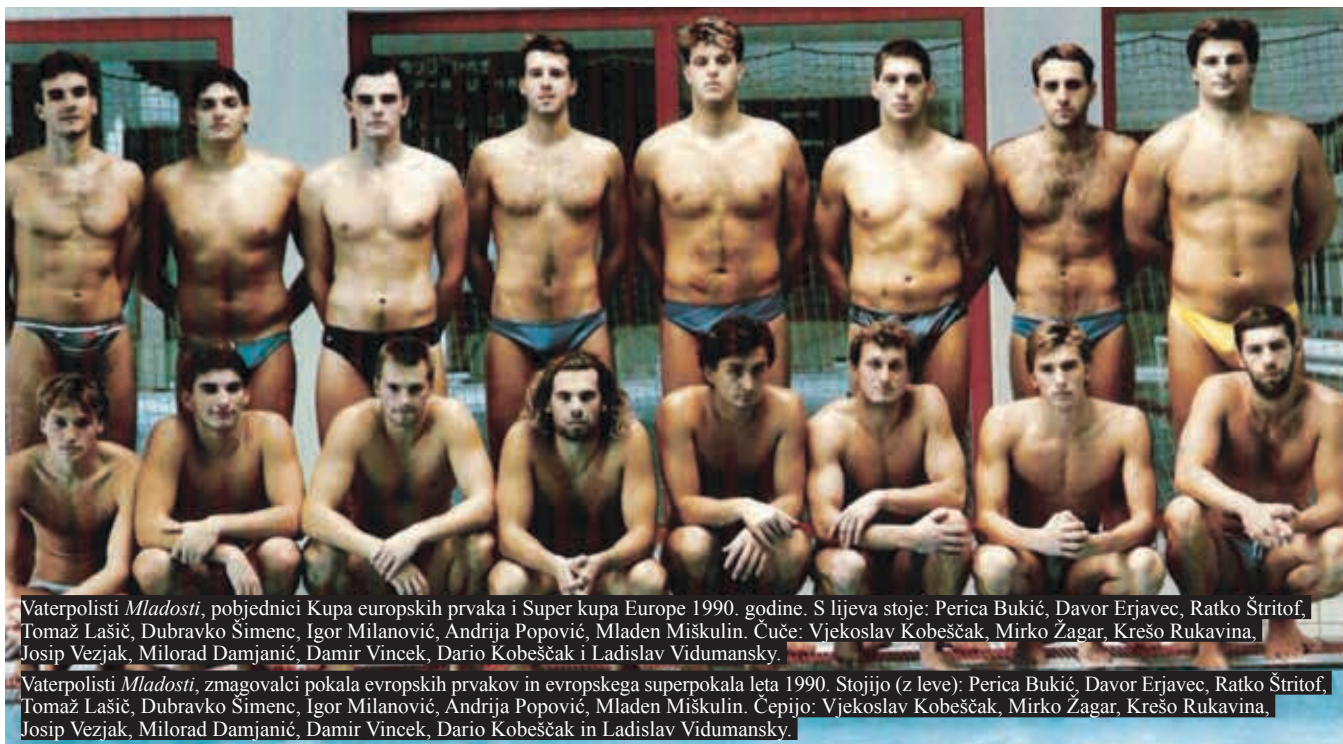 Vaterpolisti Mladosti, pobjednici Kupa europskih prvaka i Super kupa Europe 1990. godine. S lijeva stoje: Perica Bukić, Davor Erjavec, Ratko Štritof,
Tomaž Lašič, Dubravko Šimenc, Igor Milanović, Andrija Popović, Mladen Miškulin. Čuče: Vjekoslav Kobeščak, Mirko Žagar, Krešo Rukavina,
Josip Vezjak, Milorad Damjanić, Damir Vincek, Dario Kobeščak i Ladislav Vidumansky.
Vaterpolisti Mladosti, zmagovalci pokala evropskih prvakov in evropskega superpokala leta 1990. Stojijo (z leve): Perica Bukić, Davor Erjavec, Ratko Štritof,
Tomaž Lašič, Dubravko Šimenc, Igor Milanović, Andrija Popović, Mladen Miškulin. Čepijo: Vjekoslav Kobeščak, Mirko Žagar, Krešo Rukavina,
Josip Vezjak, Milorad Damjanić, Damir Vincek, Dario Kobeščak in Ladislav Vidumansky.